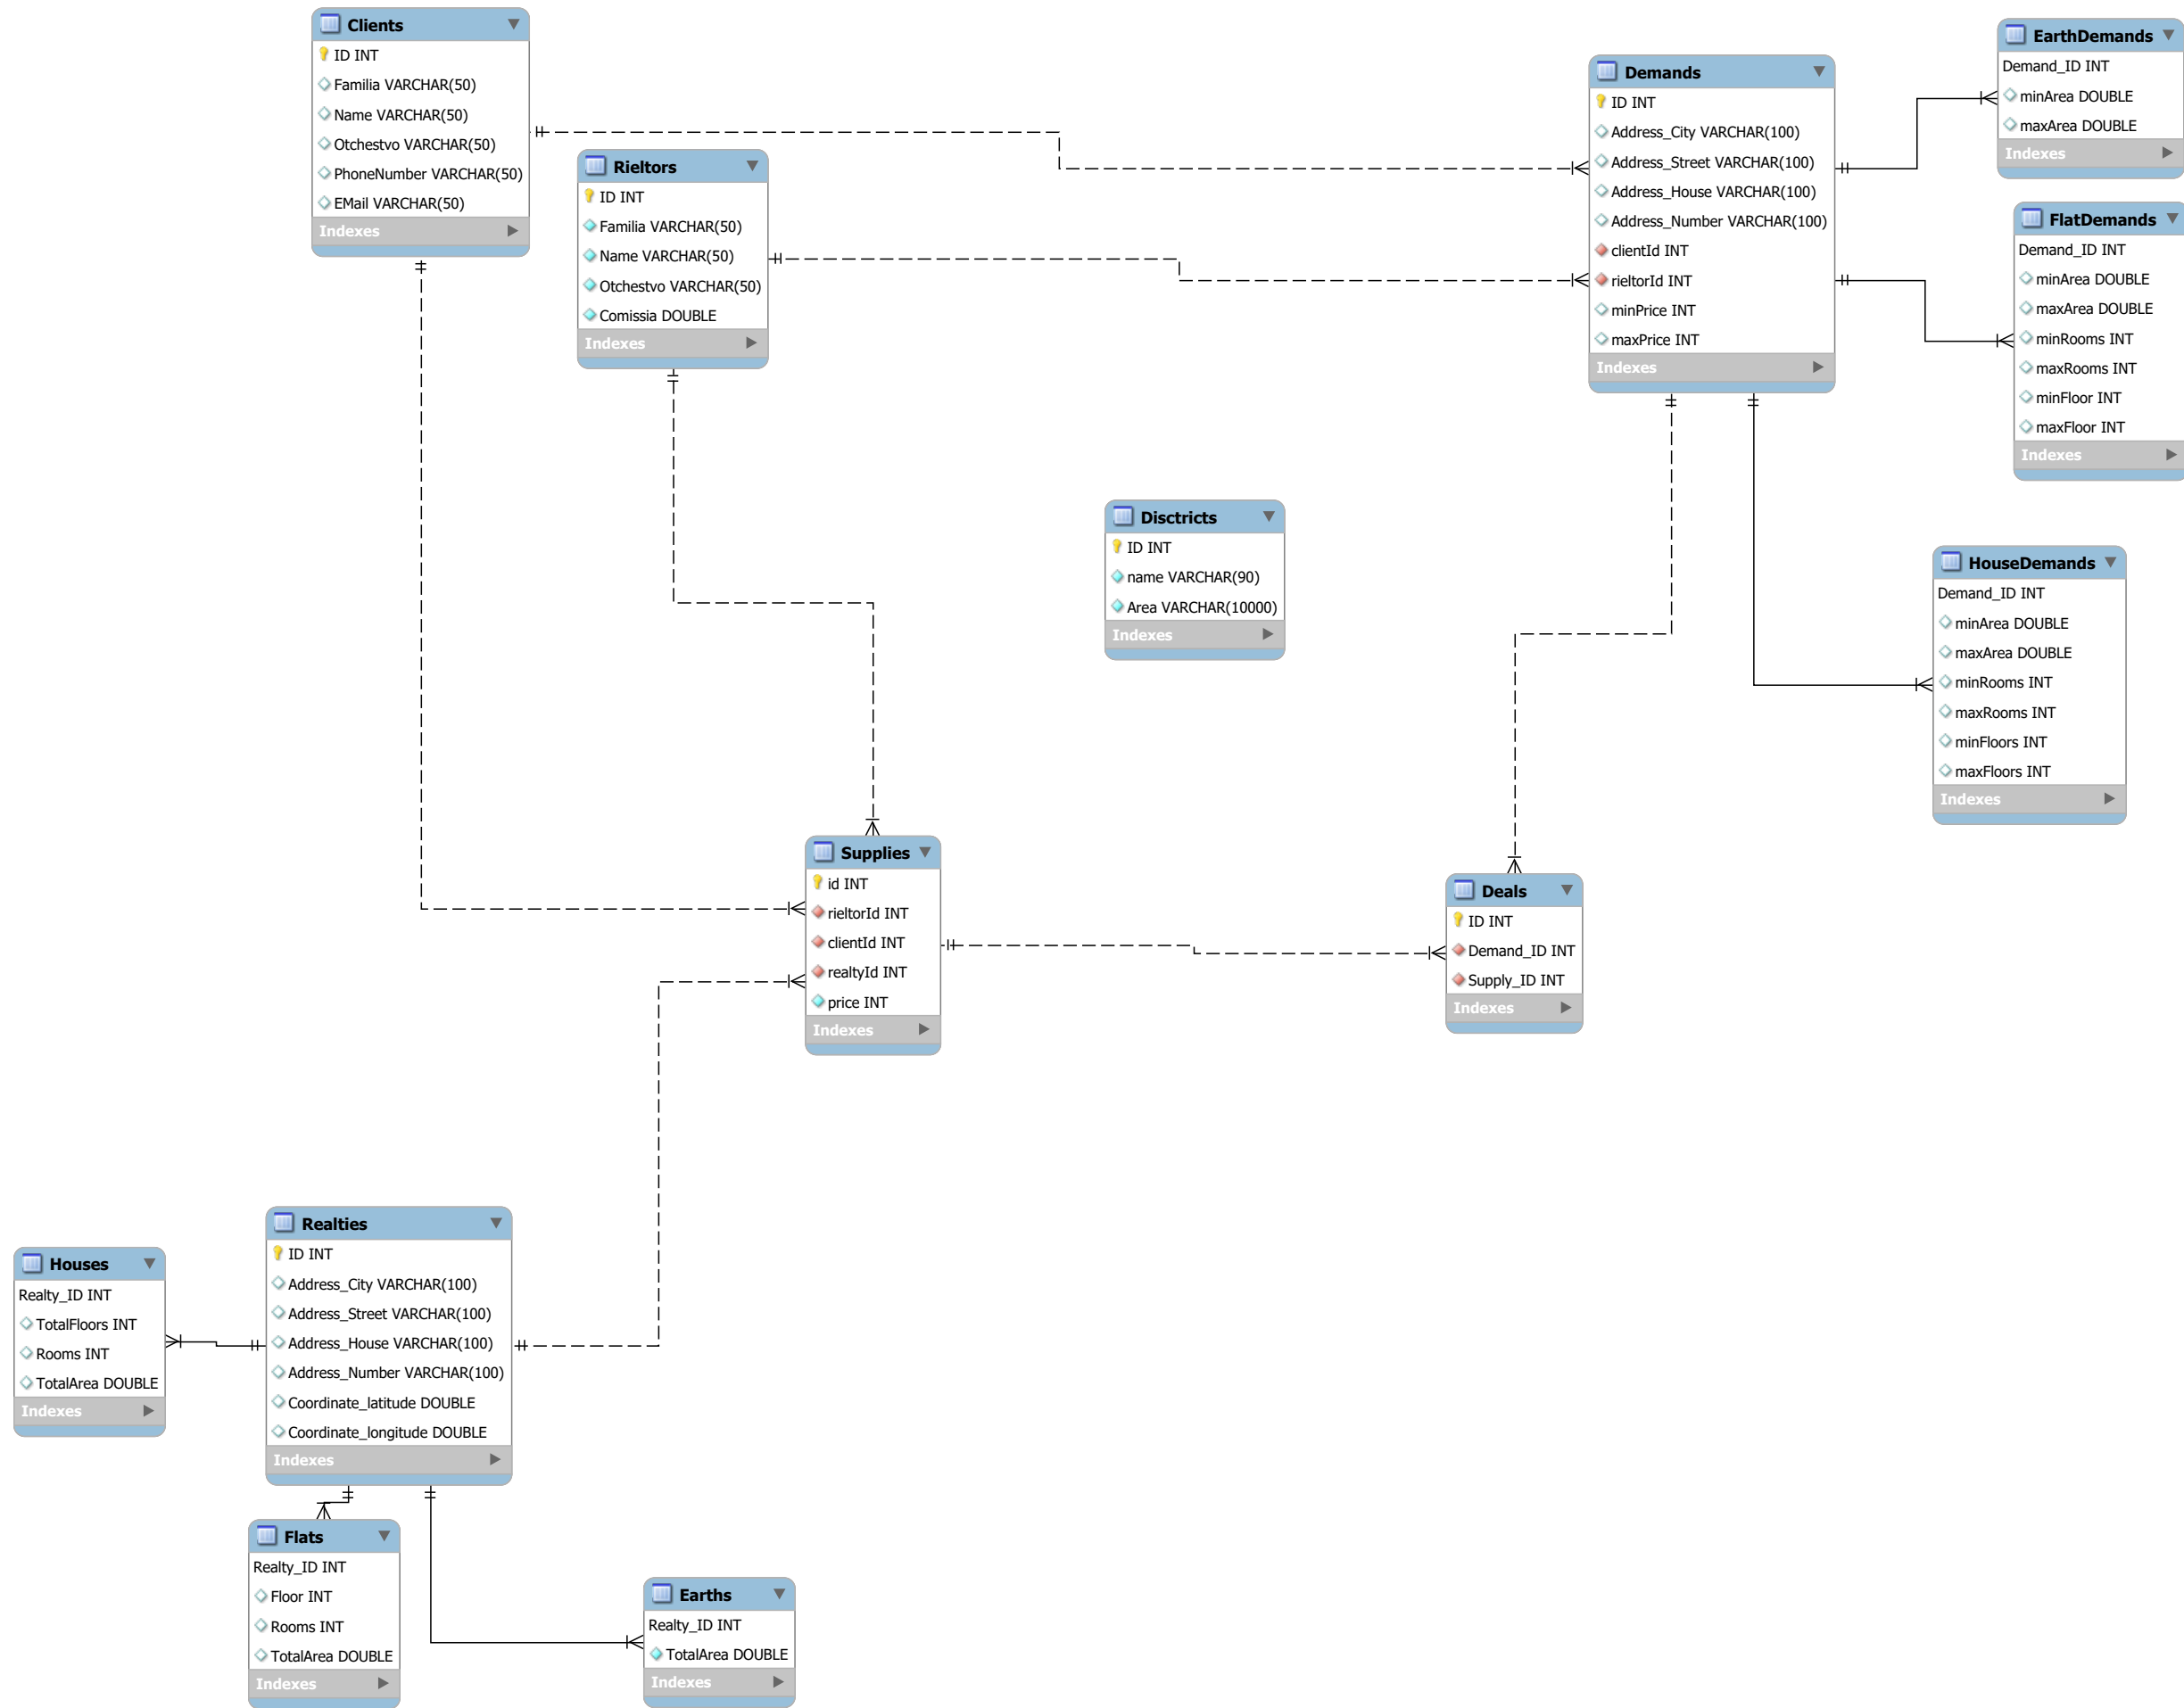 Clients
ID INT
Familia VARCHAR(50)
Name VARCHAR(50)
Otchestvo VARCHAR(50)
PhoneNumber VARCHAR(50)
EMail VARCHAR(50)
Indexes
Rieltors
ID INT
Familia VARCHAR(50)
Name VARCHAR(50)
Otchestvo VARCHAR(50)
Comissia DOUBLE
Indexes
Demands
ID INT
Address_City VARCHAR(100)
Address_Street VARCHAR(100)
Address_House VARCHAR(100)
Address_Number VARCHAR(100)
clientId INT
rieltorId INT
minPrice INT
maxPrice INT
Indexes
EarthDemands
Demand_ID INT
minArea DOUBLE
maxArea DOUBLE
Indexes
FlatDemands
Demand_ID INT
minArea DOUBLE
maxArea DOUBLE
minRooms INT
maxRooms INT
minFloor INT
maxFloor INT
Indexes
Disctricts
ID INT
name VARCHAR(90)
Area VARCHAR(10000)
Indexes
HouseDemands
Demand_ID INT
minArea DOUBLE
maxArea DOUBLE
minRooms INT
maxRooms INT
minFloors INT
maxFloors INT
Indexes
Supplies
id INT
rieltorId INT
clientId INT
realtyId INT
price INT
Indexes
Deals
ID INT
Demand_ID INT
Supply_ID INT
Indexes
Realties
ID INT
Address_City VARCHAR(100)
Address_Street VARCHAR(100)
Address_House VARCHAR(100)
Address_Number VARCHAR(100)
Coordinate_latitude DOUBLE
Coordinate_longitude DOUBLE
Indexes
Houses
Realty_ID INT
TotalFloors INT
Rooms INT
TotalArea DOUBLE
Indexes
Flats
Realty_ID INT
Floor INT
Rooms INT
TotalArea DOUBLE
Indexes
Earths
Realty_ID INT
TotalArea DOUBLE
Indexes